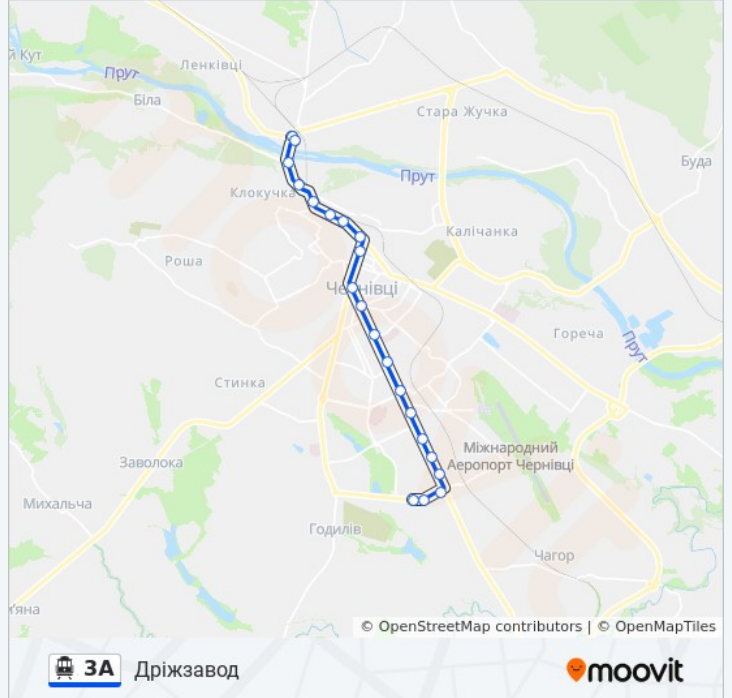 й Кут
Ленківці
Прут
Біла
Стара Жучка
Буда
Прут
Клокучка
Калічанка
Роша
Чернівці
Гореча
Прут
Стинка
Міжнародний
Аеропорт Чернівці
Заволока
Михальча
Годилів
Чагор
м'яна
© OpenStreetMap contributors | © OpenMapTiles
3А Дріжзавод
moovit